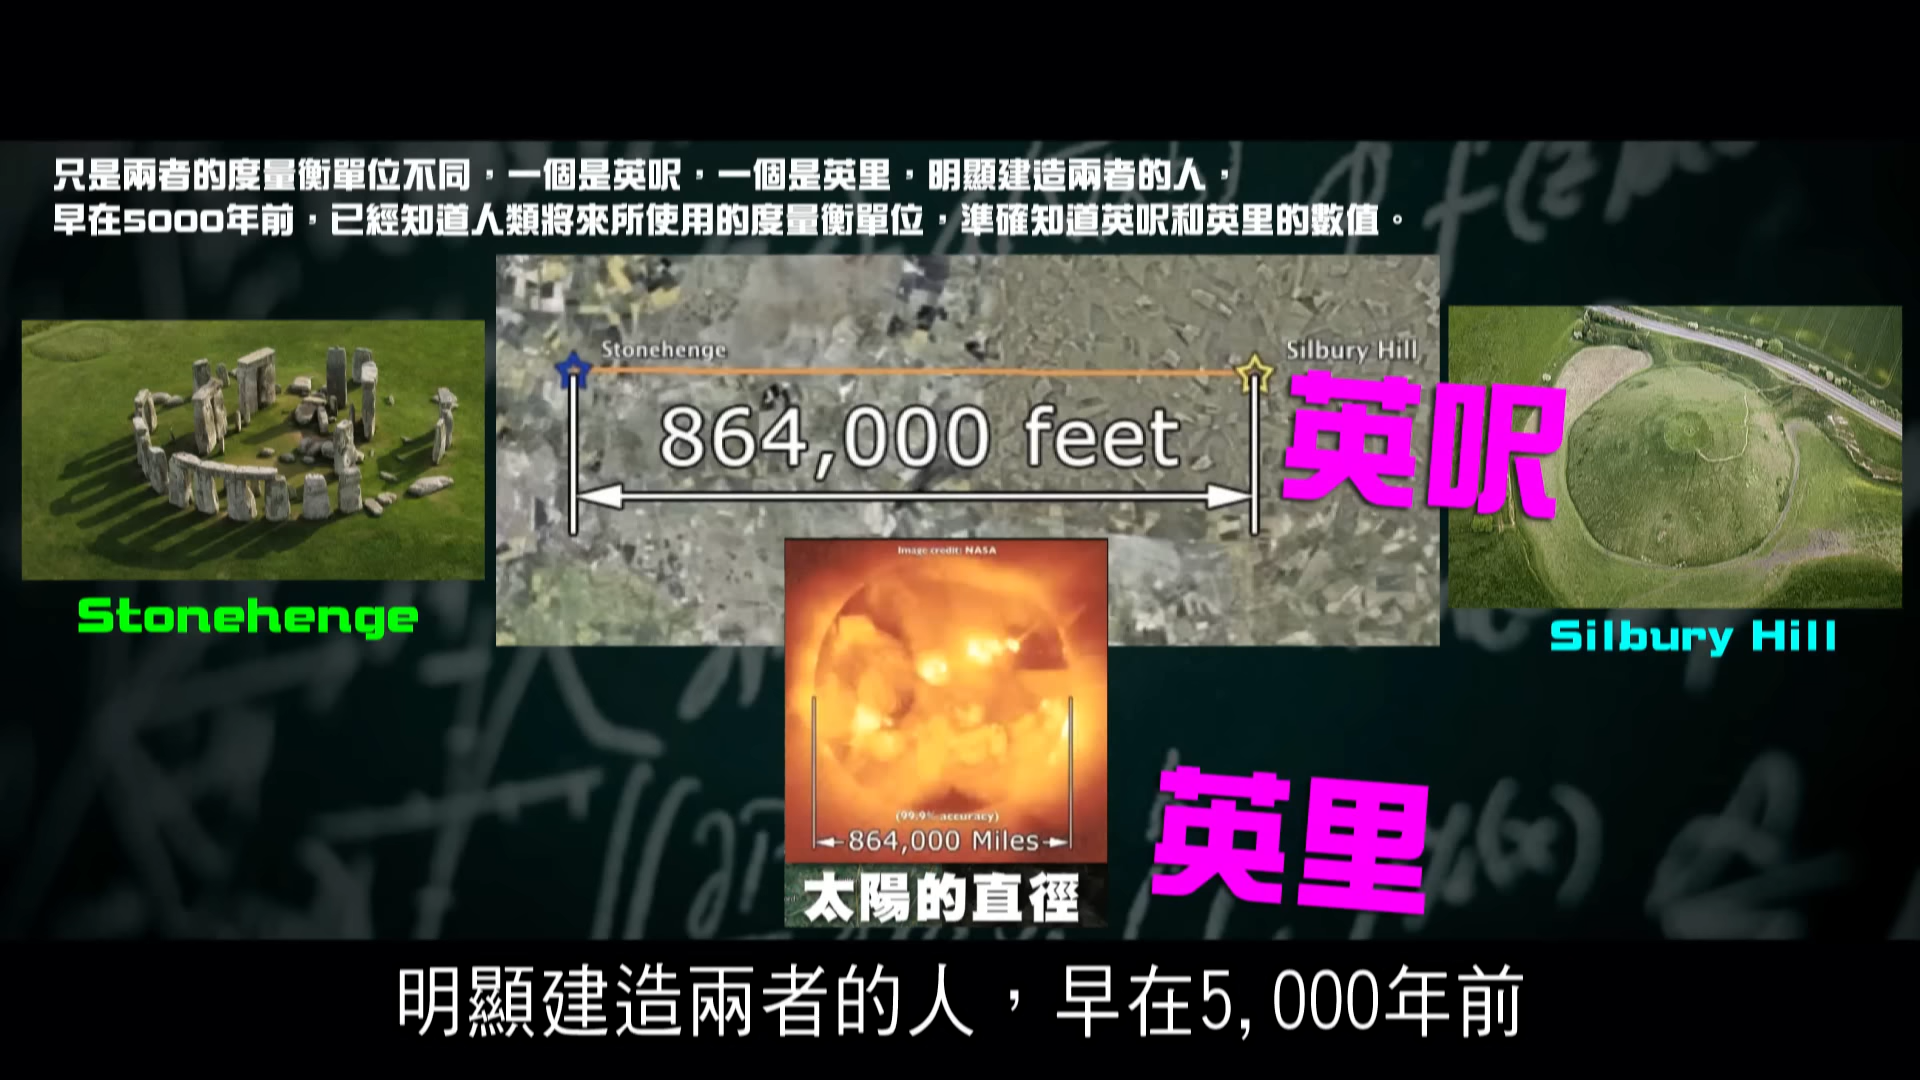 只是兩者的度量衡單位不同，一個是英呎，一個是英里，明顯建造兩者的人，
早在5000年前，已經知道人類將來所使用的度量衡單位，準確知道英呎和英里的數值。
Stonehenge
Silbury Hill
864,000 feet
英呎
Stonehenge
Silbury Hill
Image credit: NASA
(99.9% accuracy)
864,000 Miles
英里
太陽的直徑
明顯建造兩者的人，早在5,000年前